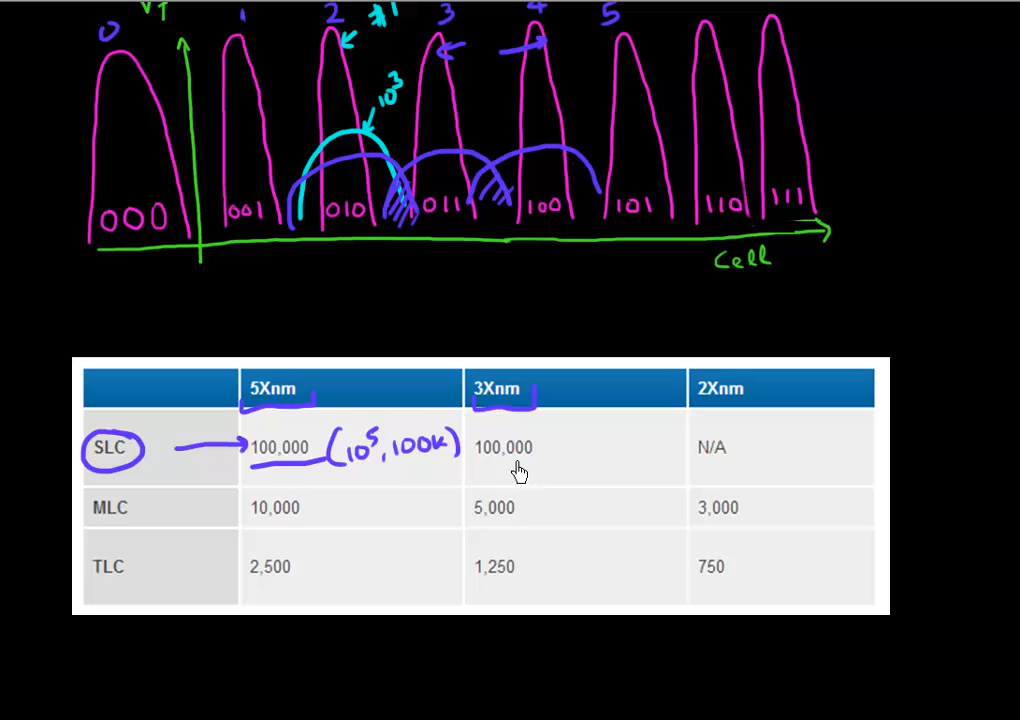 VT
0 1 2 #1 3 4 5
10³
000 001 010 011 100 101 110 111
Cell
5Xnm 3Xnm 2Xnm
SLC 100,000 (10⁵, 100K) 100,000 N/A
MLC 10,000 5,000 3,000
TLC 2,500 1,250 750